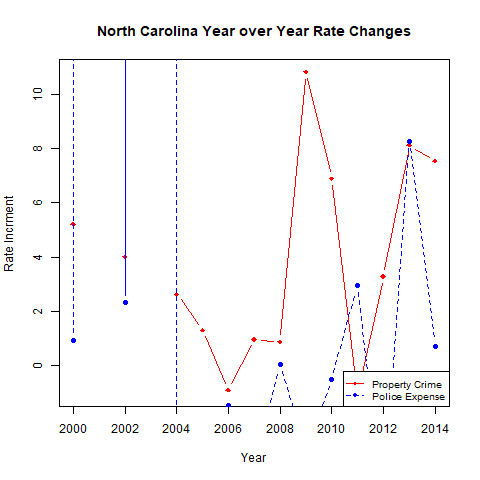 North Carolina Year over Year Rate Changes
Rate Incrment
10
8
6
4
2
0
Property Crime
Police Expense
2000 2002 2004 2006 2008 2010 2012 2014
Year